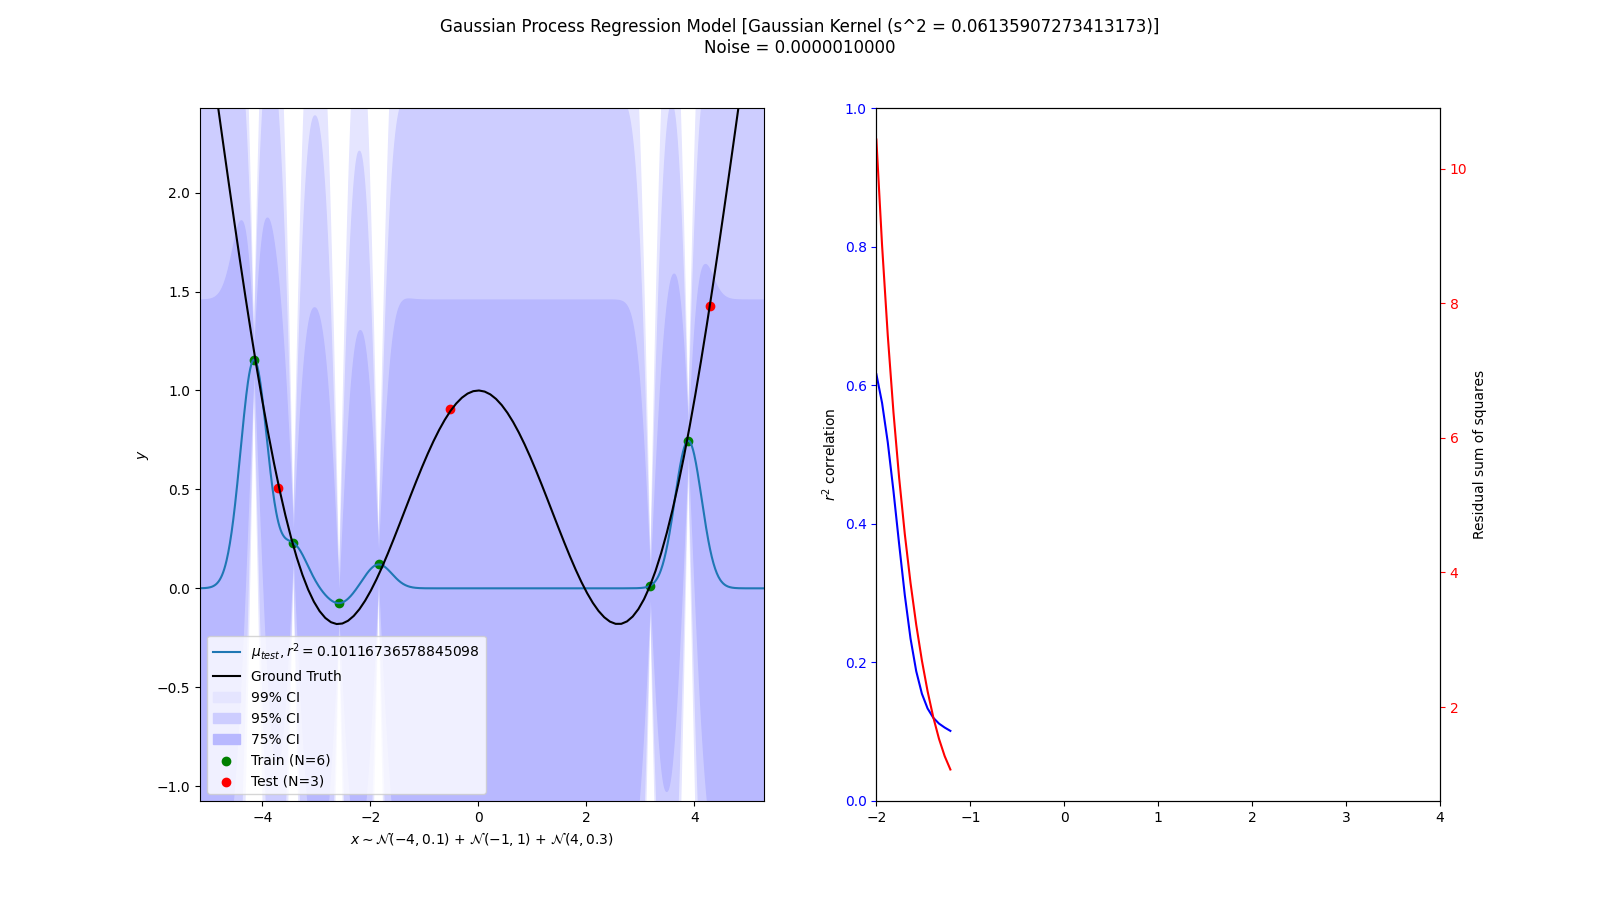 Gaussian Process Regression Model [Gaussian Kernel (s^2 = 0.06135907273413173)]
Noise = 0.0000010000
2.0
1.5
1.0
0.5
0.0
−0.5
−1.0
y
μtest, r² = 0.10116736578845098
Ground Truth
99% CI
95% CI
75% CI
Train (N=6)
Test (N=3)
−4
−2
0
2
4
x ~ 𝒩(−4, 0.1) + 𝒩(−1, 1) + 𝒩(4, 0.3)
1.0
0.8
0.6
0.4
0.2
0.0
r² correlation
−2
−1
0
1
2
3
4
10
8
6
4
2
Residual sum of squares